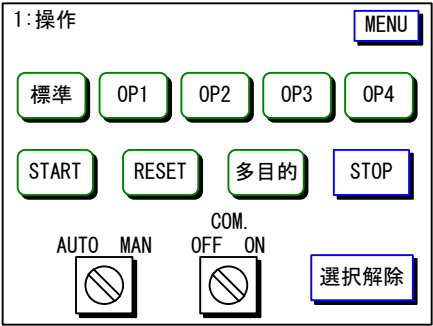 1:操作
MENU
標準 OP1 OP2 OP3 OP4
START RESET 多目的 STOP
COM.
AUTO MAN OFF ON
選択解除